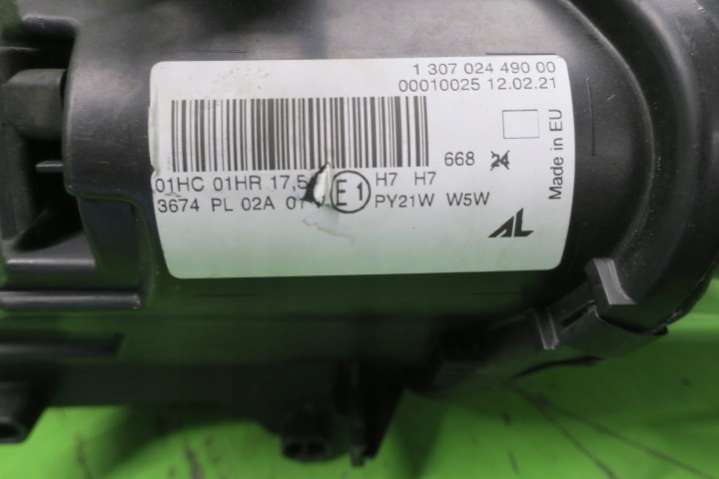 1 307 024 490 00
00010025 12.02.21
Made in EU
668 24
01HC 01HR 17,5 E1 H7 H7
3674 PL 02A 01 PY21W W5W
AL